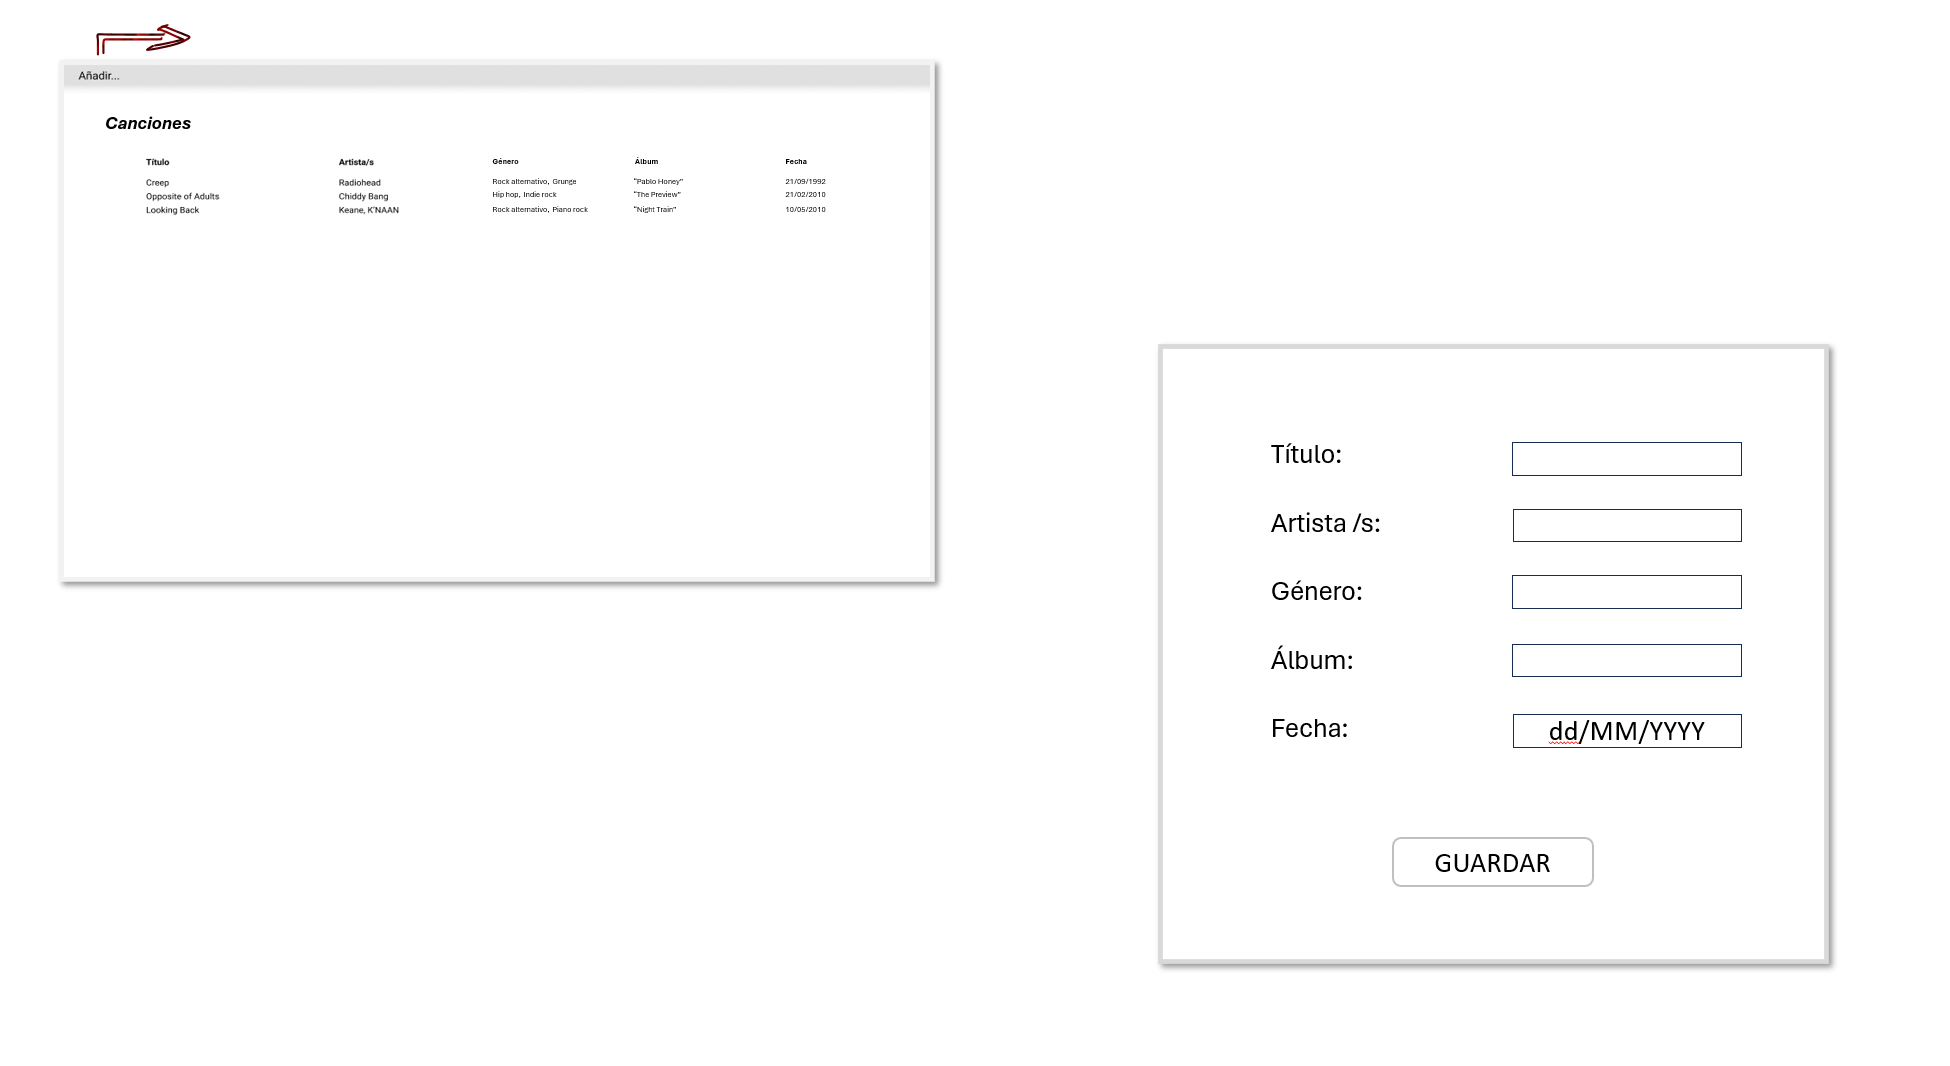 Añadir...
Canciones
Título Artista/s Género Álbum Fecha
Creep Radiohead Rock alternativo, Grunge "Pablo Honey" 21/09/1992
Opposite of Adults Chiddy Bang Hip hop, Indie rock "The Preview" 21/02/2010
Looking Back Keane, K'NAAN Rock alternativo, Piano rock "Night Train" 10/05/2010
Título:
Artista /s:
Género:
Álbum:
Fecha: dd/MM/YYYY
GUARDAR